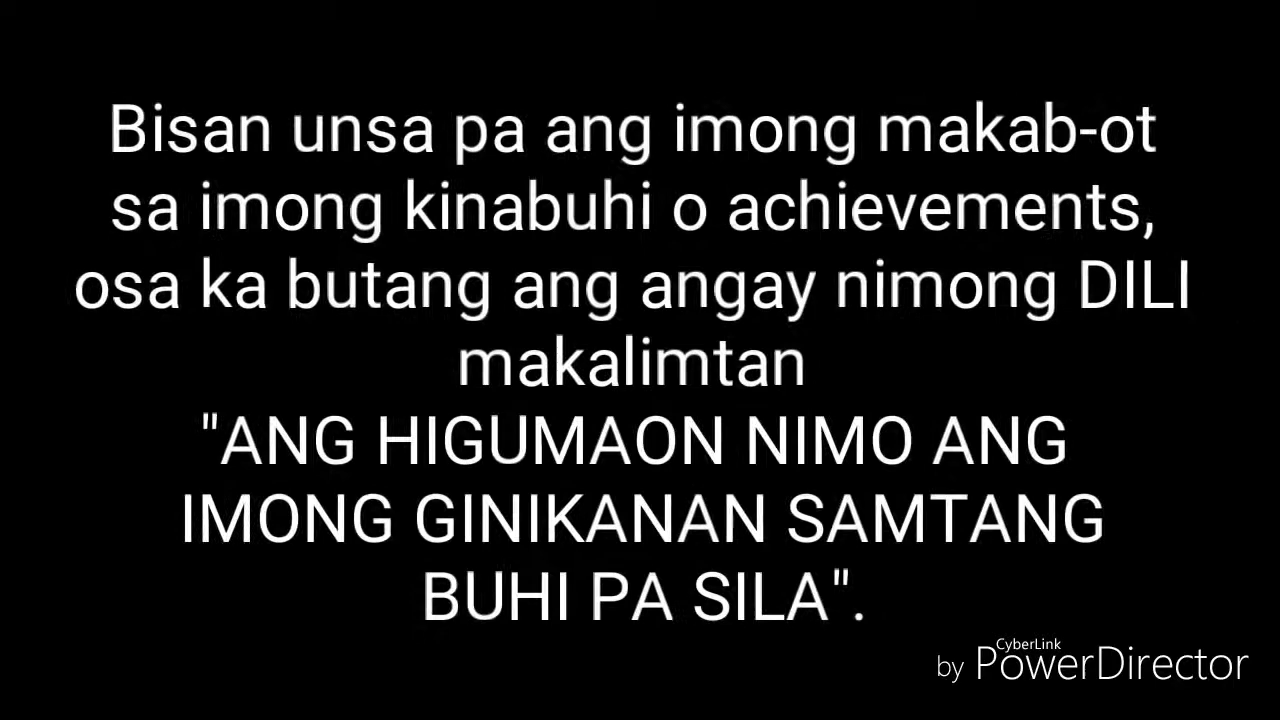 Bisan unsa pa ang imong makab-ot
sa imong kinabuhi o achievements,
osa ka butang ang angay nimong DILI
makalimtan
"ANG HIGUMAON NIMO ANG
IMONG GINIKANAN SAMTANG
BUHI PA SILA".
CyberLink
by PowerDirector